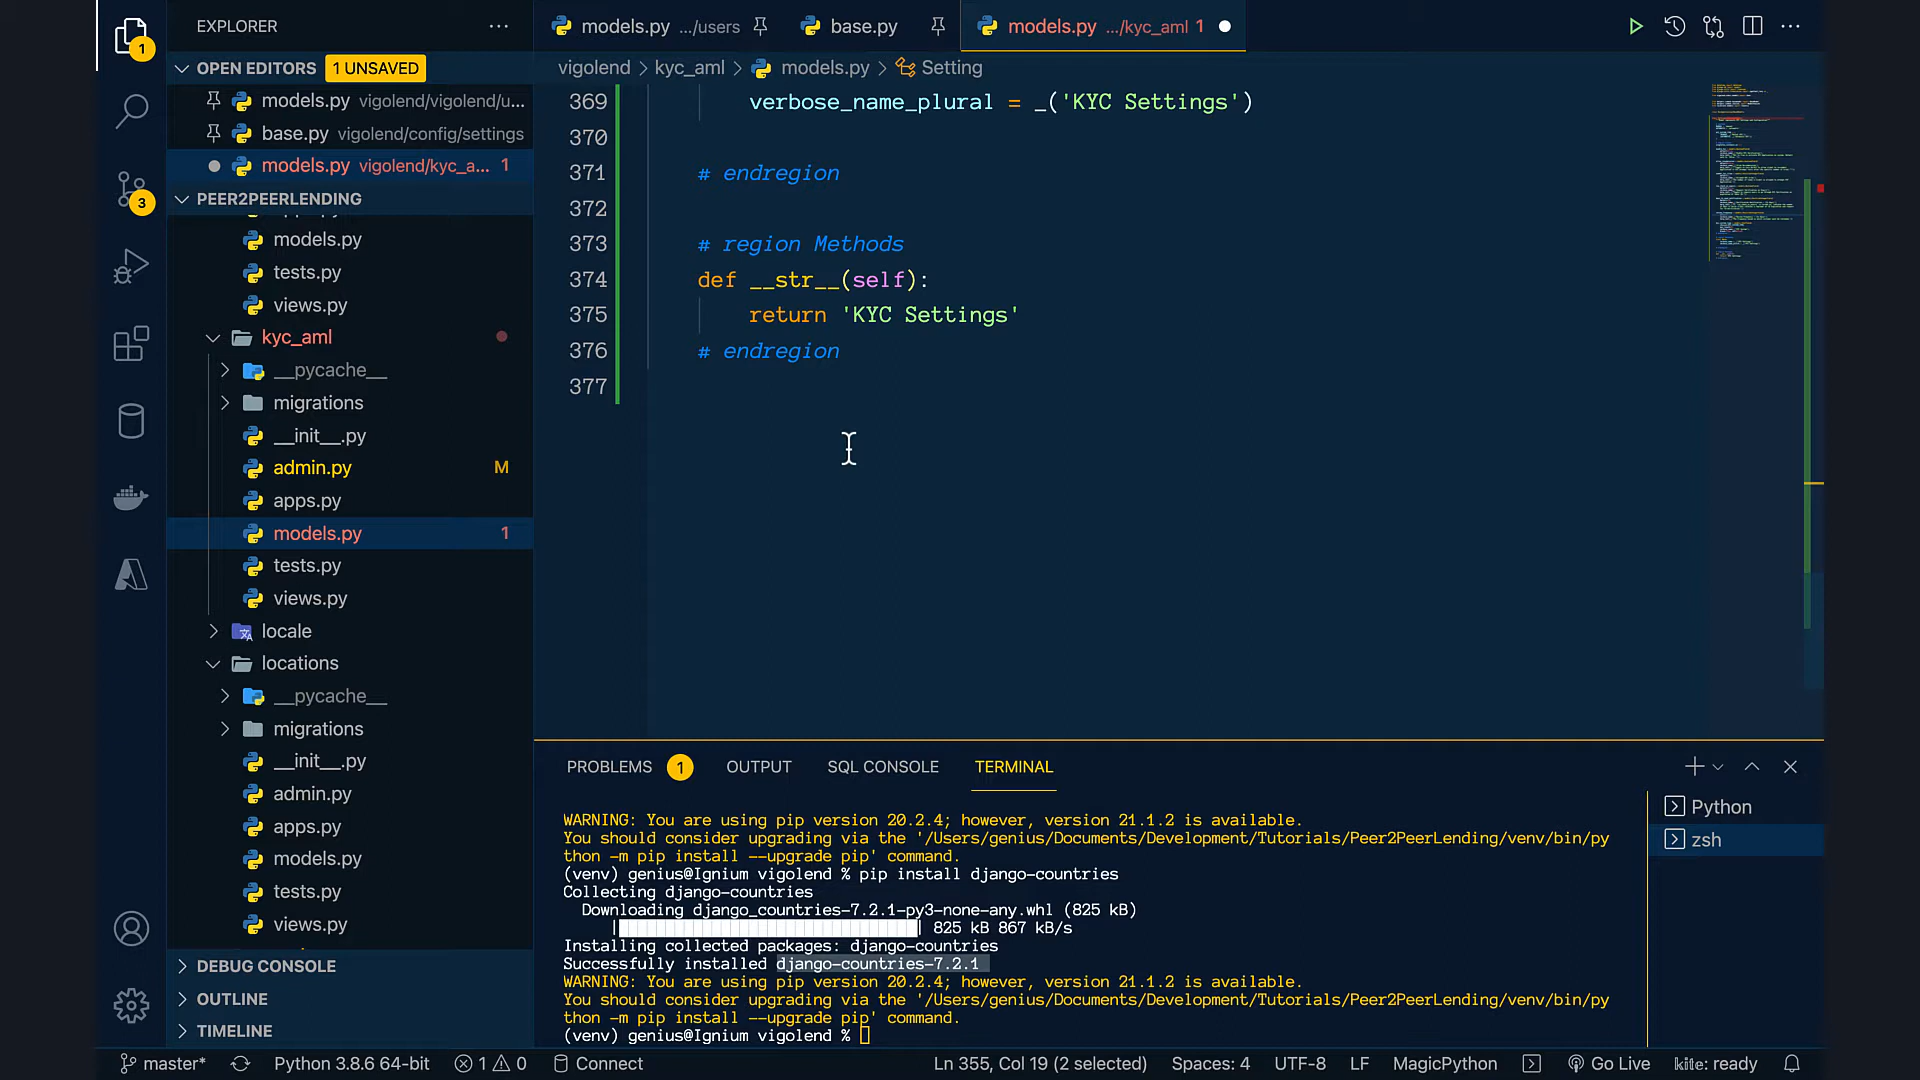 EXPLORER
OPEN EDITORS
1 UNSAVED
models.py vigolend/vigolend/u...
base.py vigolend/config/settings
models.py vigolend/kyc_a... 1
PEER2PEERLENDING
models.py
tests.py
views.py
kyc_aml
__pycache__
migrations
__init__.py
admin.py M
apps.py
models.py 1
tests.py
views.py
locale
locations
__pycache__
migrations
__init__.py
admin.py
apps.py
models.py
tests.py
views.py
DEBUG CONSOLE
OUTLINE
TIMELINE
1
3
models.py .../users
base.py
models.py .../kyc_aml 1
vigolend > kyc_aml > models.py > Setting
369 verbose_name_plural = _('KYC Settings')
370
371 # endregion
372
373 # region Methods
374 def __str__(self):
375 return 'KYC Settings'
376 # endregion
377
PROBLEMS 1 OUTPUT SQL CONSOLE TERMINAL
WARNING: You are using pip version 20.2.4; however, version 21.1.2 is available.
You should consider upgrading via the '/Users/genius/Documents/Development/Tutorials/Peer2PeerLending/venv/bin/py
thon -m pip install --upgrade pip' command.
(venv) genius@Ignium vigolend % pip install django-countries
Collecting django-countries
Downloading django_countries-7.2.1-py3-none-any.whl (825 kB)
825 kB 867 kB/s
Installing collected packages: django-countries
Successfully installed django-countries-7.2.1
WARNING: You are using pip version 20.2.4; however, version 21.1.2 is available.
You should consider upgrading via the '/Users/genius/Documents/Development/Tutorials/Peer2PeerLending/venv/bin/py
thon -m pip install --upgrade pip' command.
(venv) genius@Ignium vigolend %
Python
zsh
master* Python 3.8.6 64-bit 1 0 Connect Ln 355, Col 19 (2 selected) Spaces: 4 UTF-8 LF MagicPython Go Live kite: ready